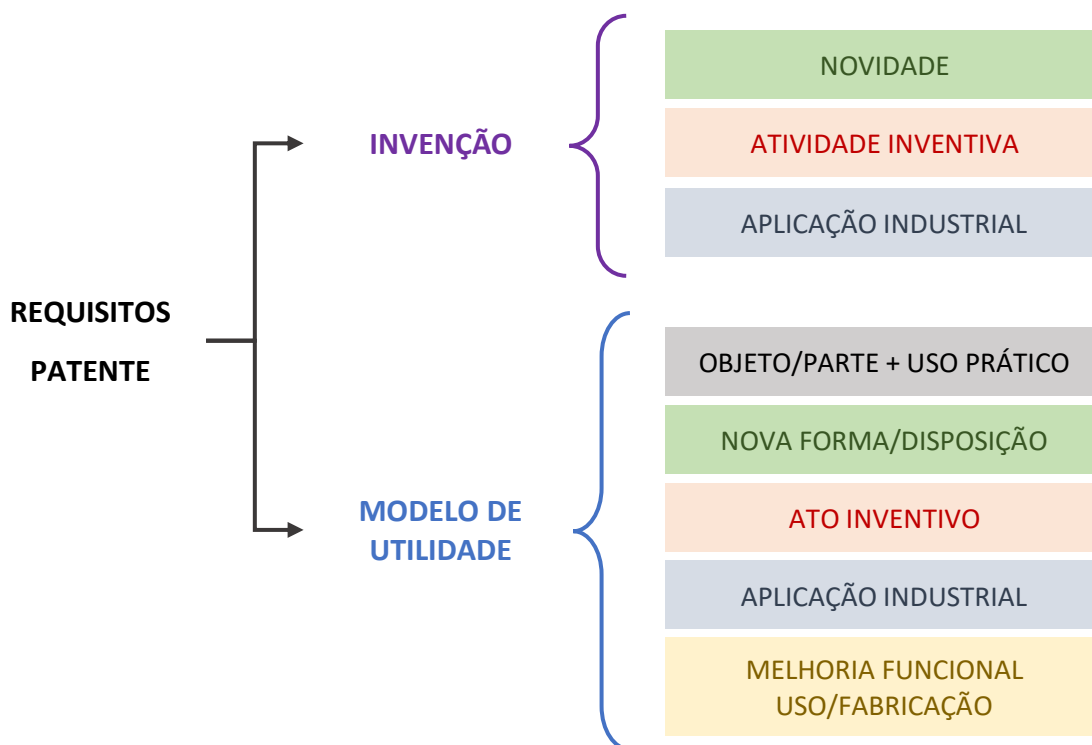 REQUISITOS
PATENTE
INVENÇÃO
NOVIDADE
ATIVIDADE INVENTIVA
APLICAÇÃO INDUSTRIAL
MODELO DE
UTILIDADE
OBJETO/PARTE + USO PRÁTICO
NOVA FORMA/DISPOSIÇÃO
ATO INVENTIVO
APLICAÇÃO INDUSTRIAL
MELHORIA FUNCIONAL
USO/FABRICAÇÃO